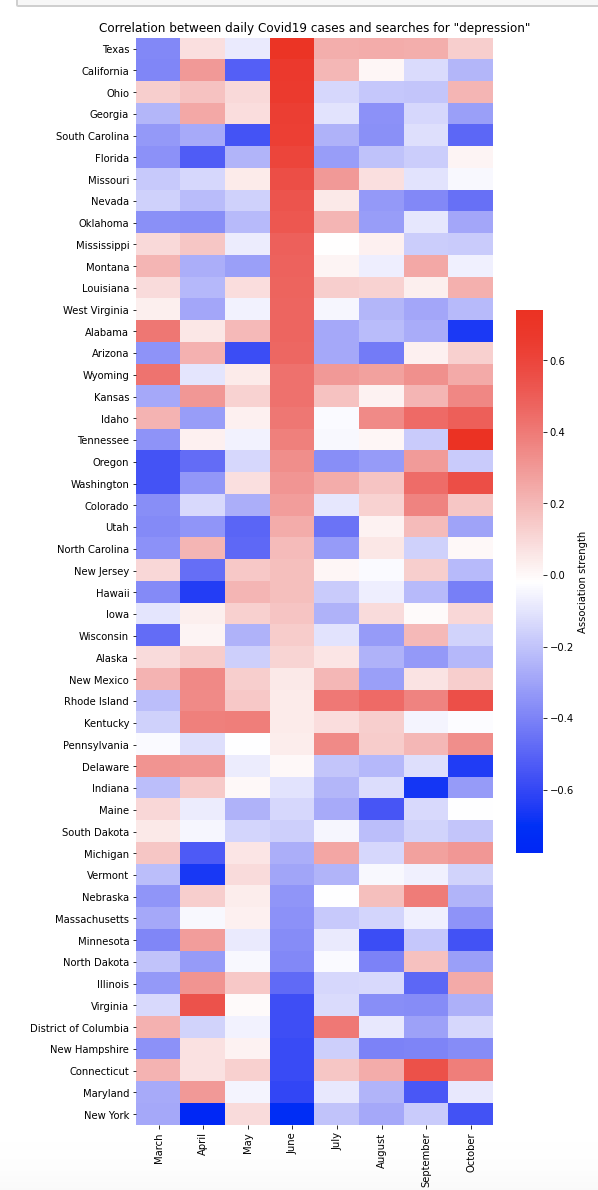 Correlation between daily Covid19 cases and searches for "depression"
Texas
California
Ohio
Georgia
South Carolina
Florida
Missouri
Nevada
Oklahoma
Mississippi
Montana
Louisiana
West Virginia
Alabama
Arizona
Wyoming
Kansas
Idaho
Tennessee
Oregon
Washington
Colorado
Utah
North Carolina
New Jersey
Hawaii
Iowa
Wisconsin
Alaska
New Mexico
Rhode Island
Kentucky
Pennsylvania
Delaware
Indiana
Maine
South Dakota
Michigan
Vermont
Nebraska
Massachusetts
Minnesota
North Dakota
Illinois
Virginia
District of Columbia
New Hampshire
Connecticut
Maryland
New York
March
April
May
June
July
August
September
October
0.6
0.4
0.2
0.0
−0.2
−0.4
−0.6
Association strength